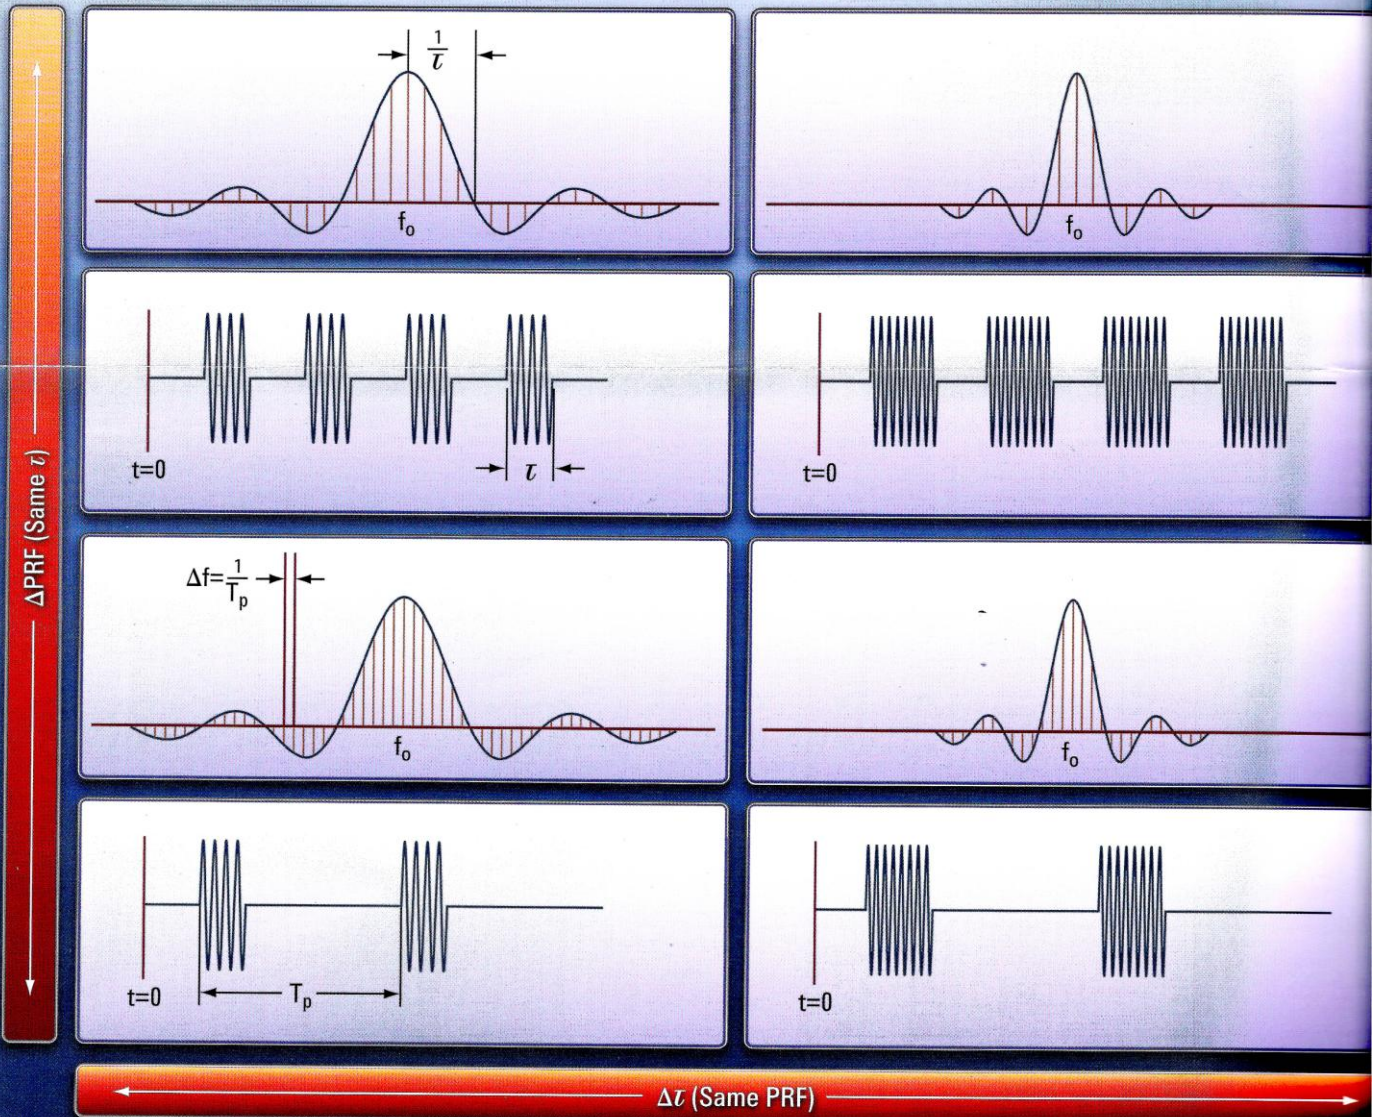 ΔPRF (Same τ)
1
τ
f₀
f₀
t=0
τ
t=0
Δf=1/Tₚ
f₀
f₀
t=0
Tₚ
t=0
Δτ (Same PRF)